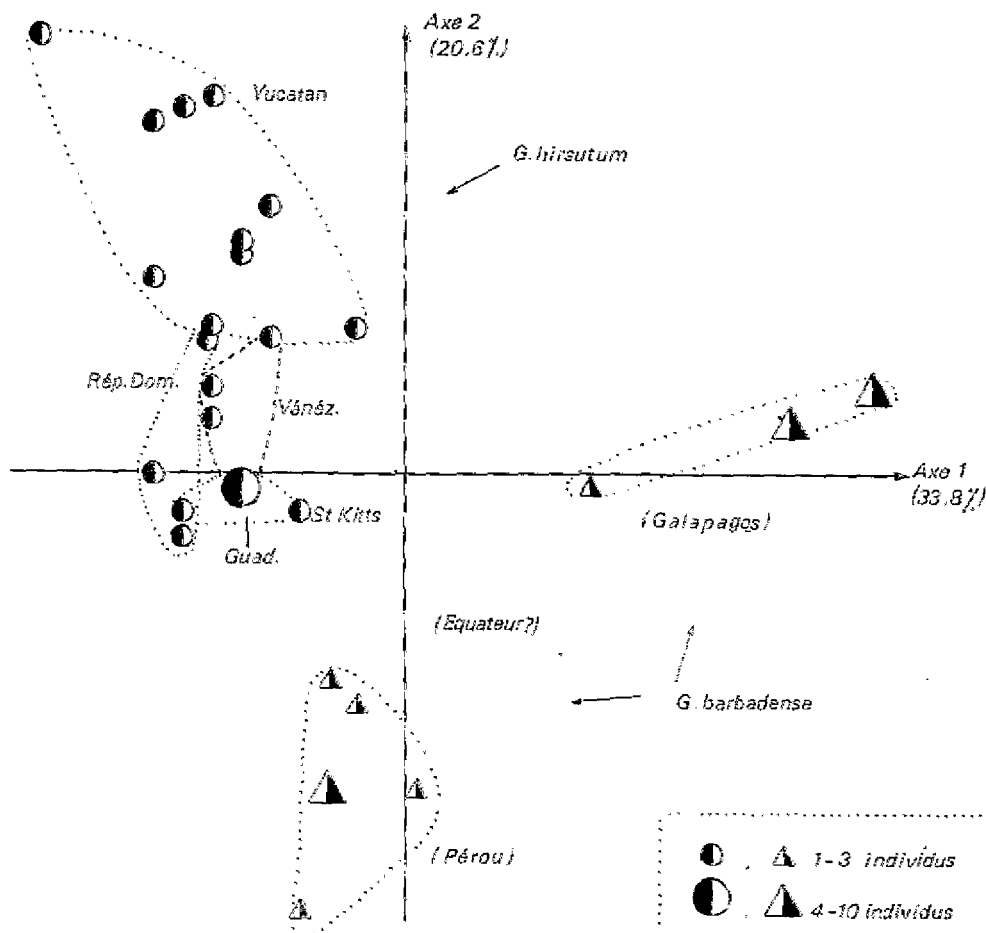 Axe 2
(20.6%)
Yucatan
G. hirsutum
Rép. Dom.
Vénéz.
Axe 1
(33.8%)
St Kitts
(Galapagos)
Guad.
(Equateur?)
G. barbadense
(Pérou)
1-3 individus
4-10 individus